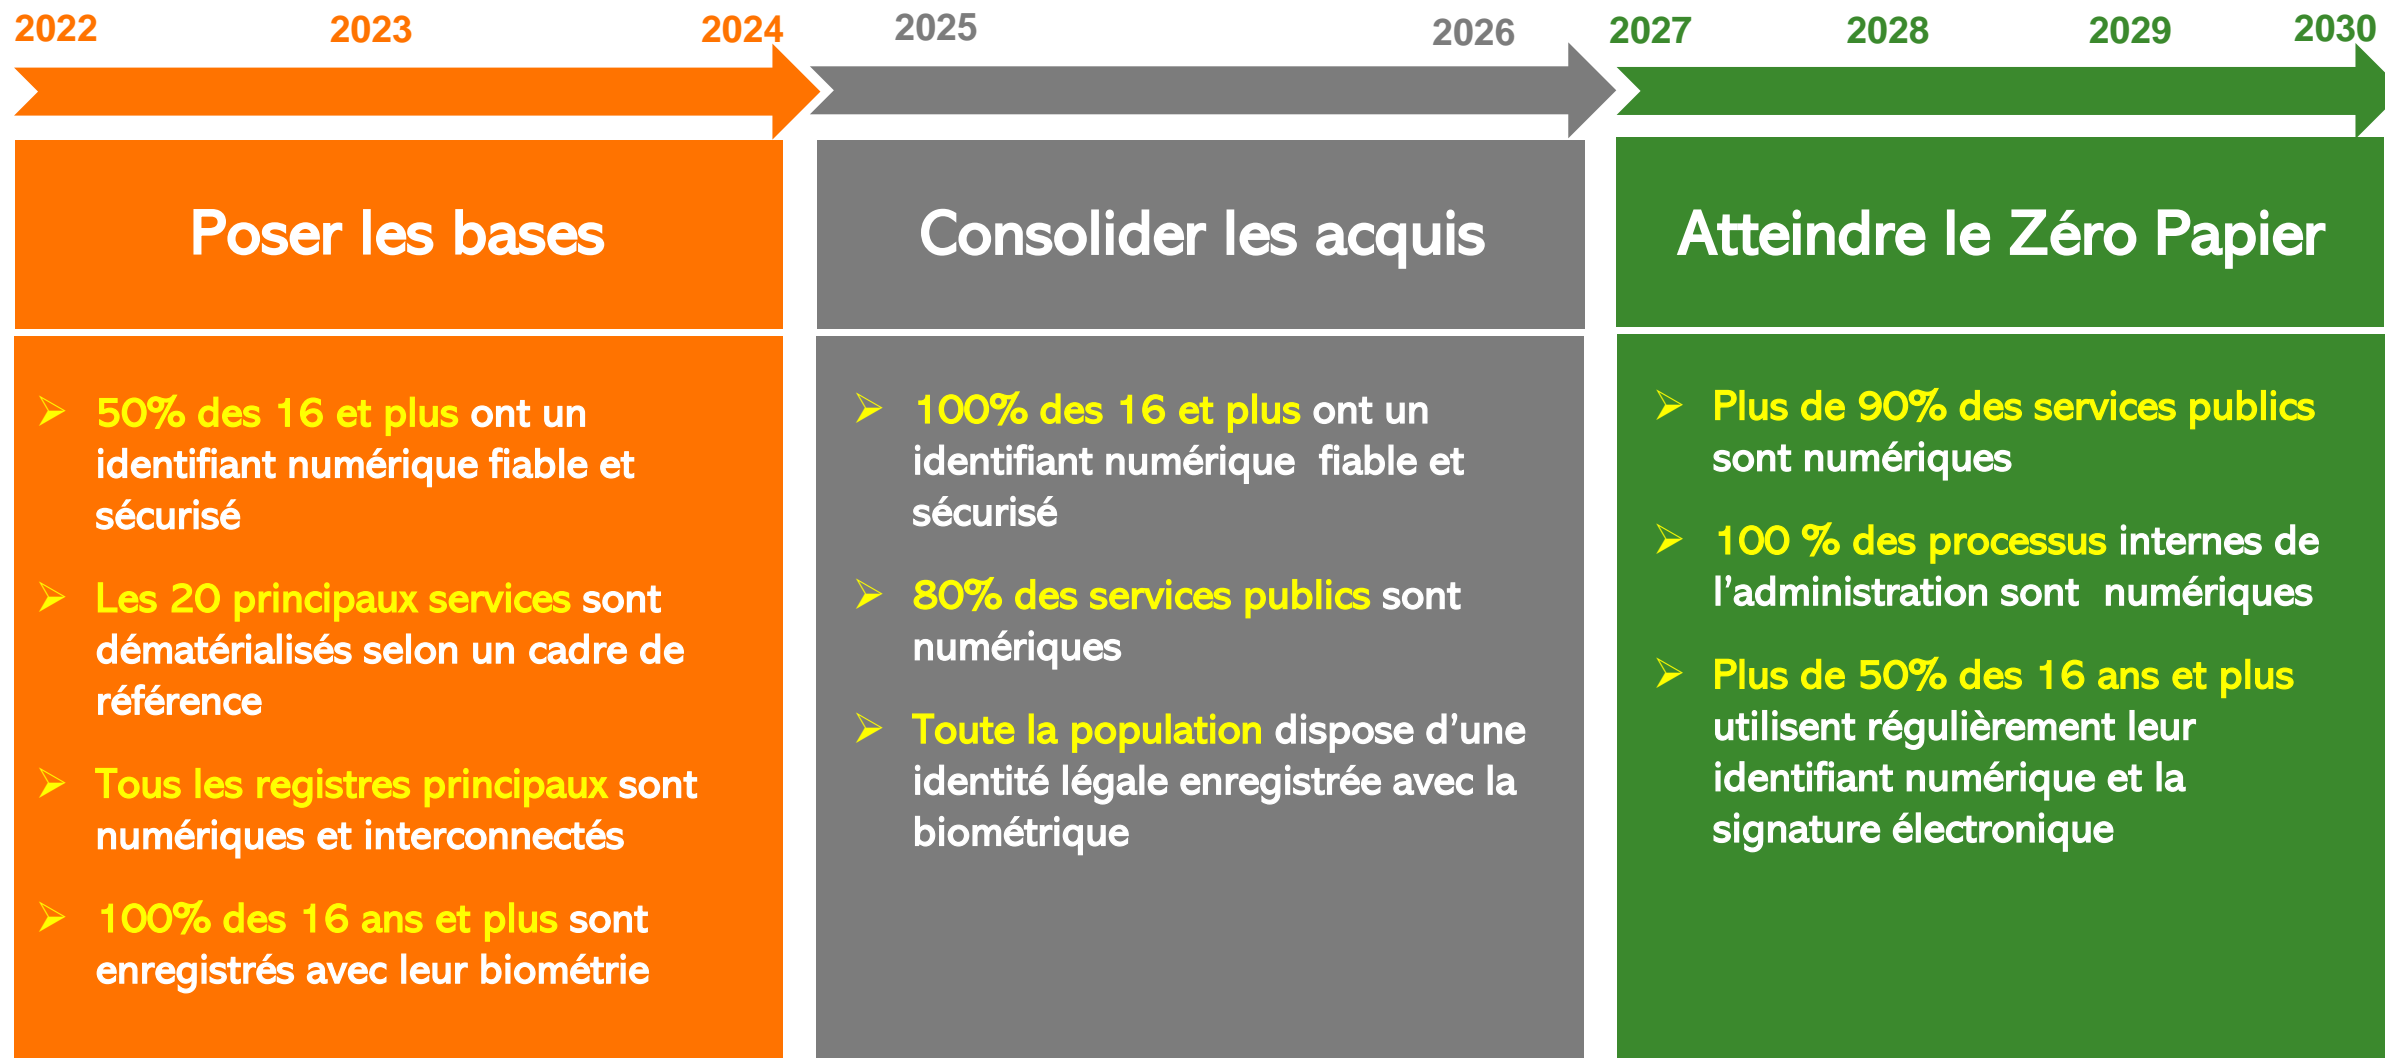 2022
2023
2024
2025
2026
2027
2028
2029
2030
Poser les bases
50% des 16 et plus ont un
identifiant numérique fiable et
sécurisé
Les 20 principaux services sont
dématérialisés selon un cadre de
référence
Tous les registres principaux sont
numériques et interconnectés
100% des 16 ans et plus sont
enregistrés avec leur biométrie
Consolider les acquis
100% des 16 et plus ont un
identifiant numérique  fiable et
sécurisé
80% des services publics sont
numériques
Toute la population dispose d’une
identité légale enregistrée avec la
biométrique
Atteindre le Zéro Papier
Plus de 90% des services publics
sont numériques
100 % des processus internes de
l’administration sont  numériques
Plus de 50% des 16 ans et plus
utilisent régulièrement leur
identifiant numérique et la
signature électronique